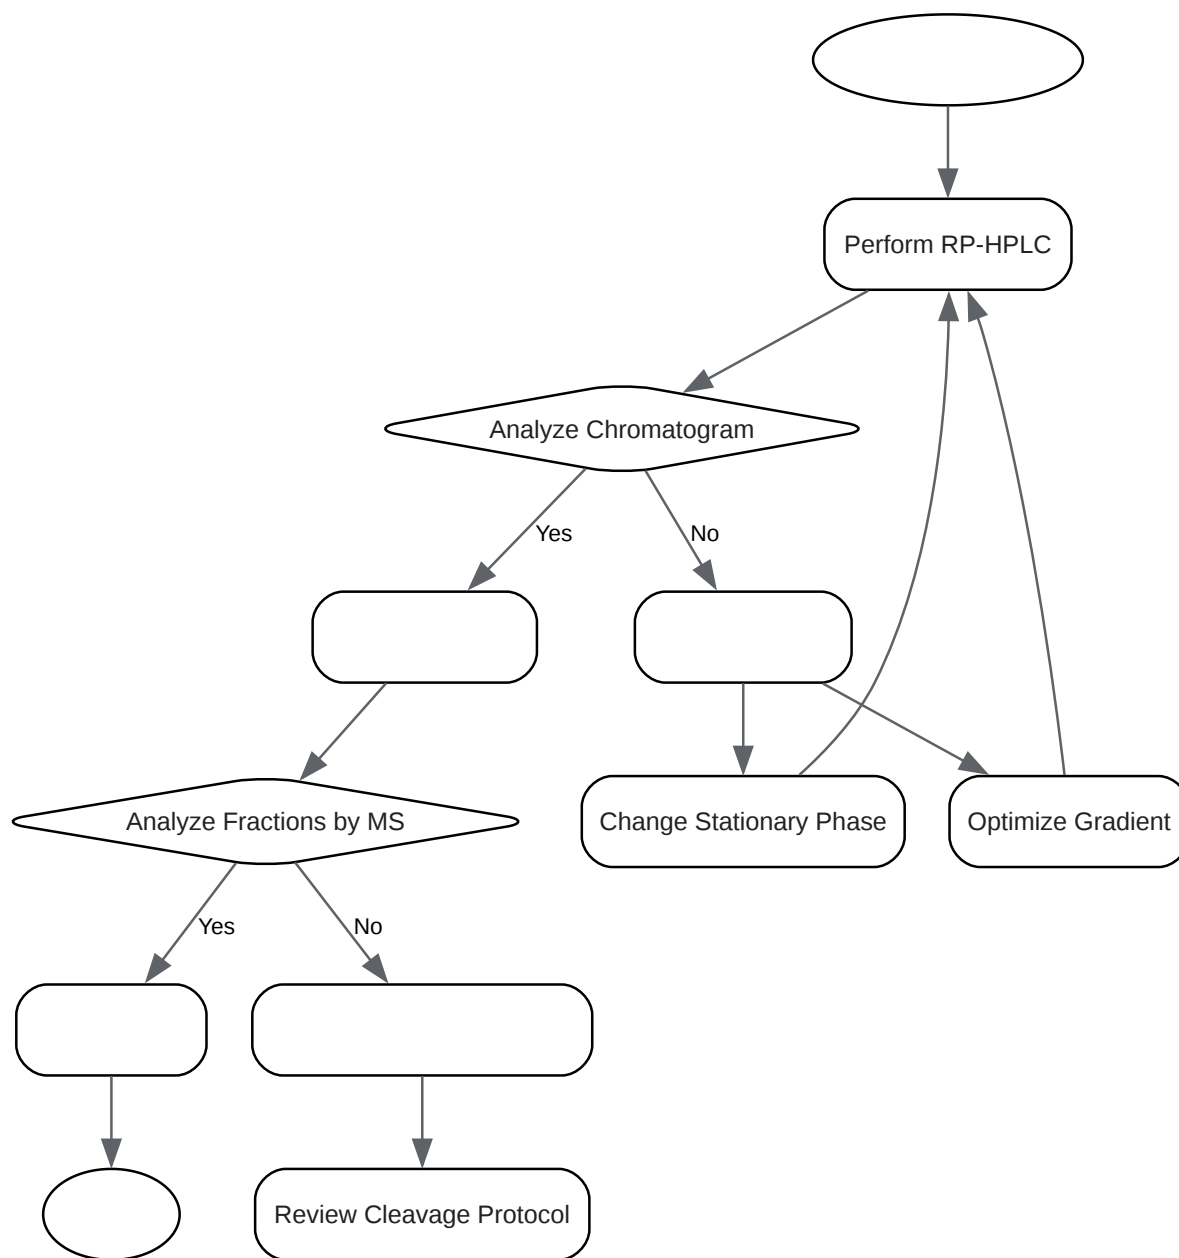 Perform RP-HPLC
Analyze Chromatogram
Yes
No
Change Stationary Phase
Optimize Gradient
Analyze Fractions by MS
Yes
No
Review Cleavage Protocol